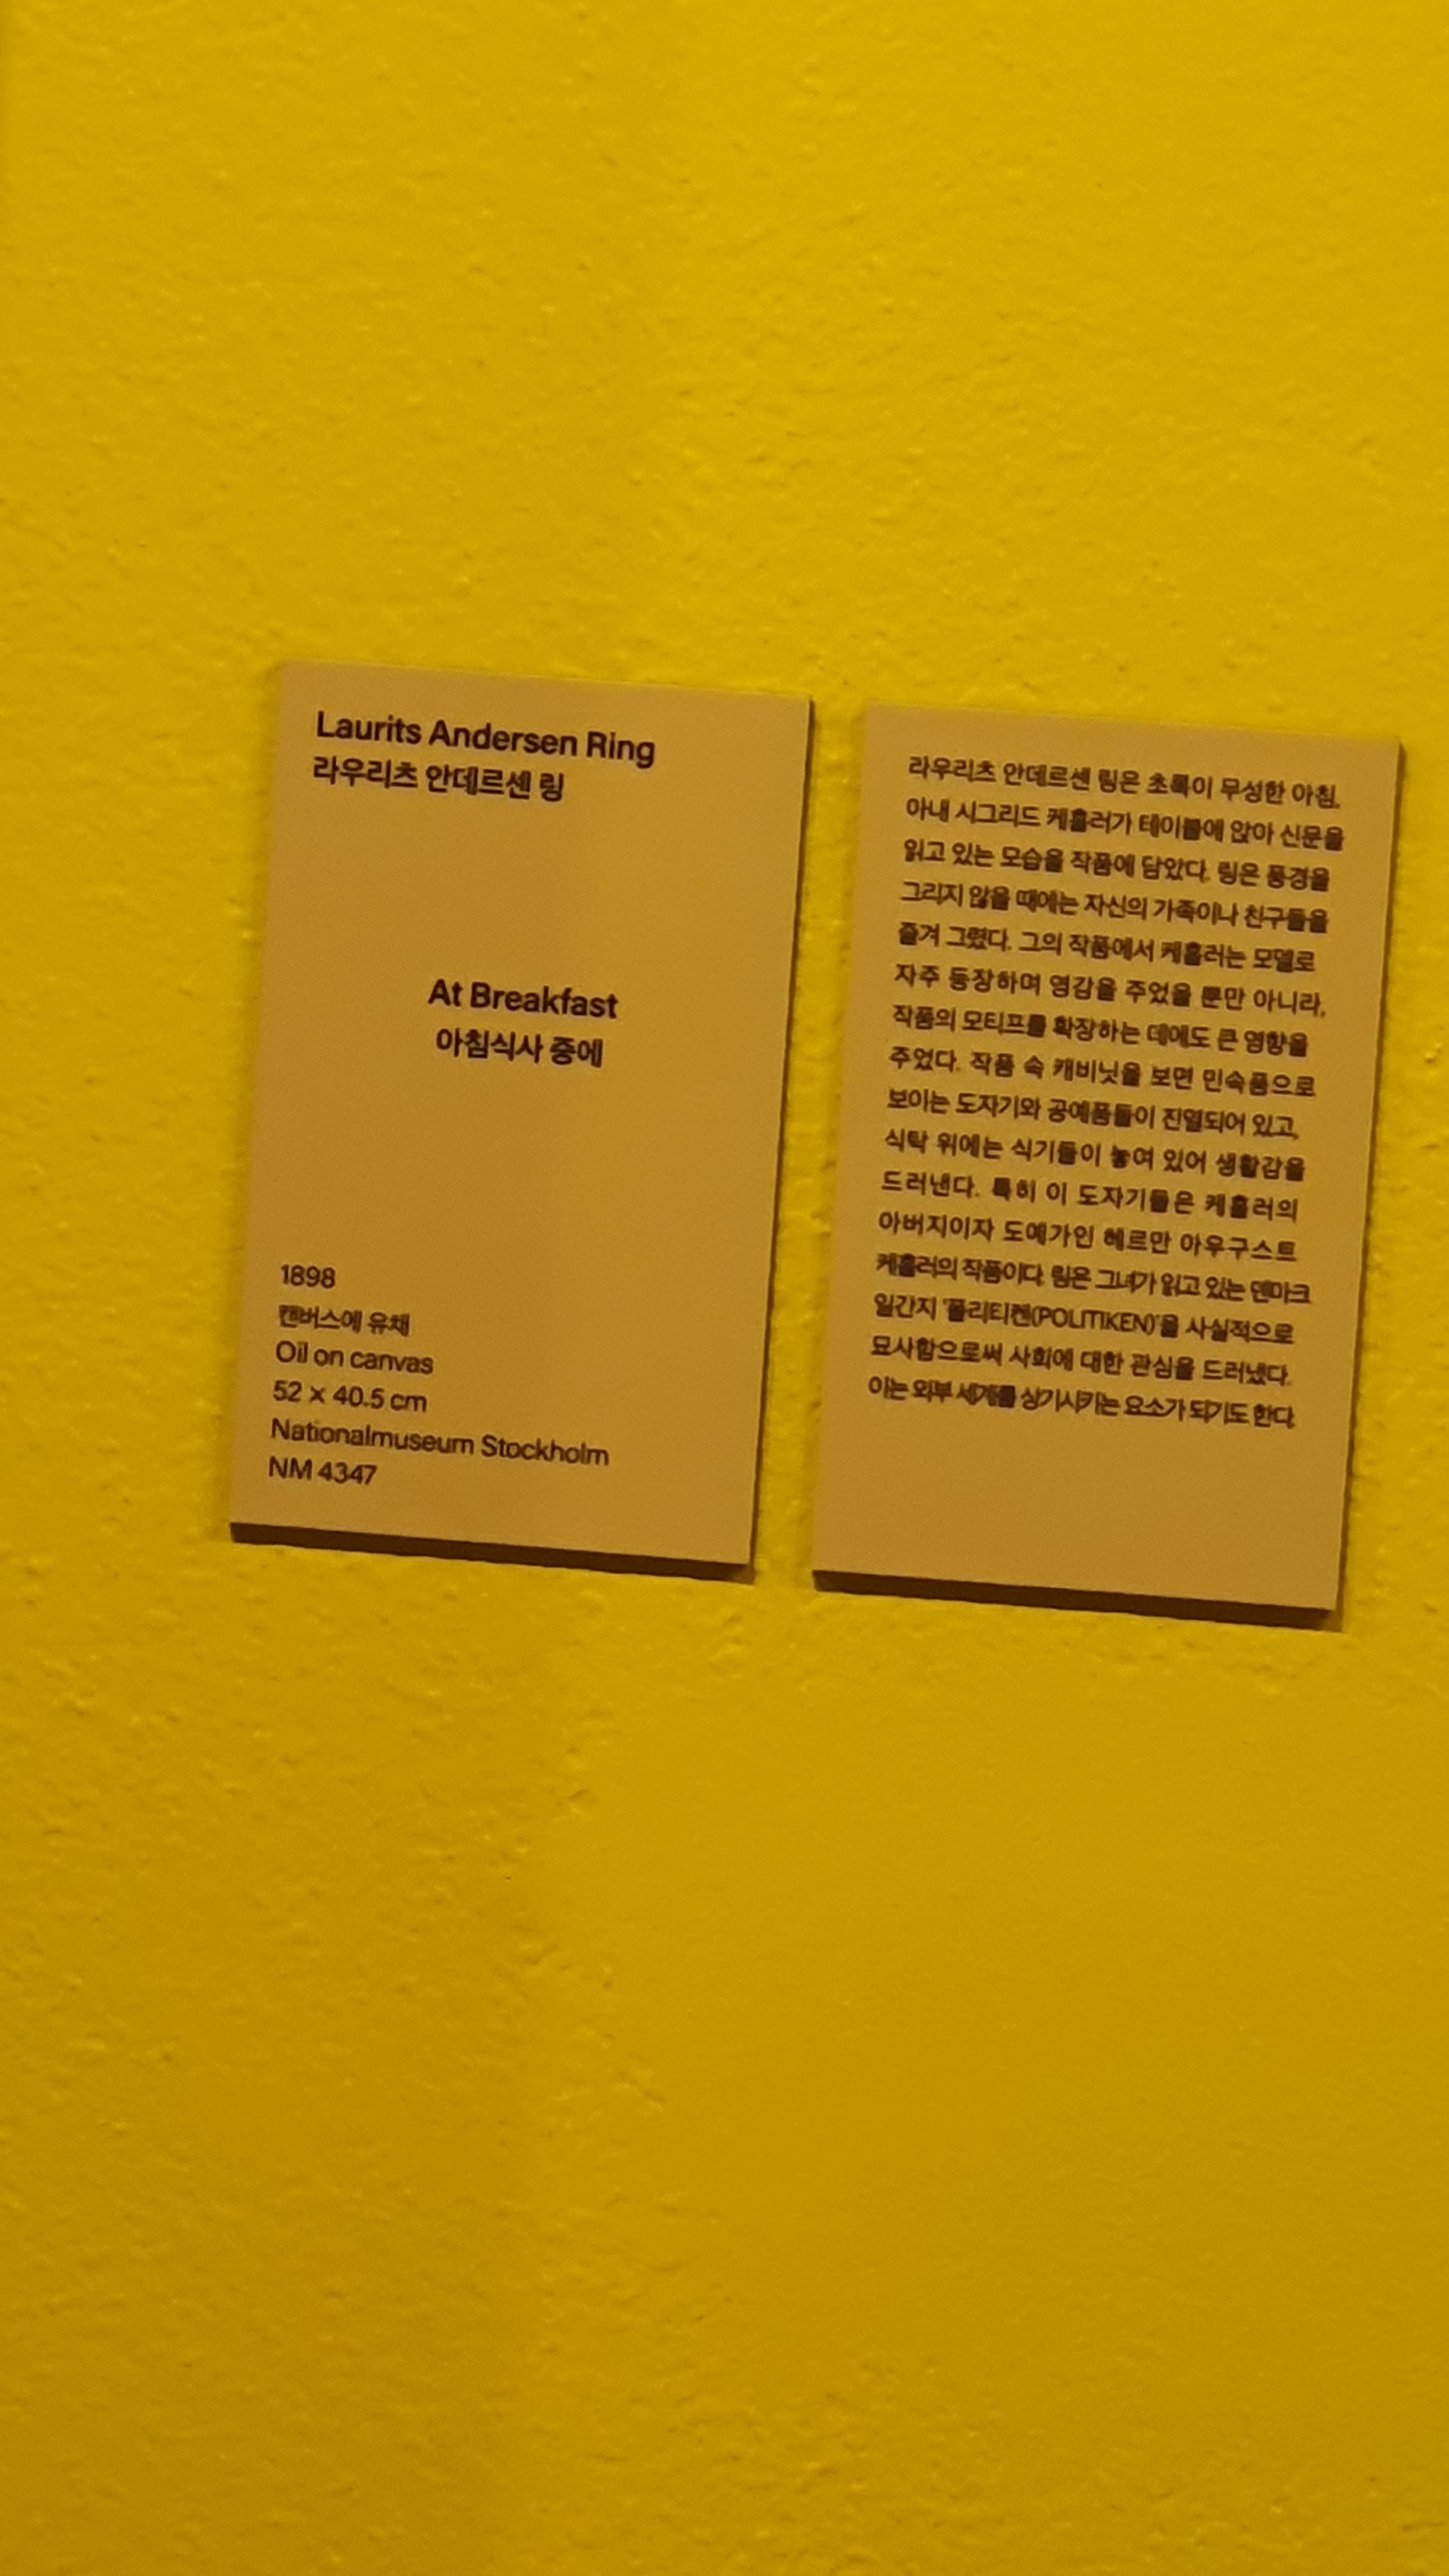 Laurits Andersen Ring
라우리츠 안데르센 링
At Breakfast
아침식사 중에
1898
캔버스에 유채
Oil on canvas
52 × 40.5 cm
Nationalmuseum Stockholm
NM 4347
라우리츠 안데르센 링은 초록이 무성한 아침,
아내 시그리드 케흘러가 테이블에 앉아 신문을
읽고 있는 모습을 작품에 담았다. 링은 풍경을
그리지 않을 때에는 자신의 가족이나 친구들을
즐겨 그렸다. 그의 작품에서 케흘러는 모델로
자주 등장하며 영감을 주었을 뿐만 아니라,
작품의 모티프를 확장하는 데에도 큰 영향을
주었다. 작품 속 캐비닛을 보면 민속품으로
보이는 도자기와 공예품들이 진열되어 있고,
식탁 위에는 식기들이 놓여 있어 생활감을
드러낸다. 특히 이 도자기들은 케흘러의
아버지이자 도예가인 헤르만 아우구스트
케흘러의 작품이다. 링은 그녀가 읽고 있는 덴마크
일간지 '폴리티켄(POLITIKEN)'을 사실적으로
묘사함으로써 사회에 대한 관심을 드러냈다.
이는 외부 세계를 상기시키는 요소가 되기도 한다.